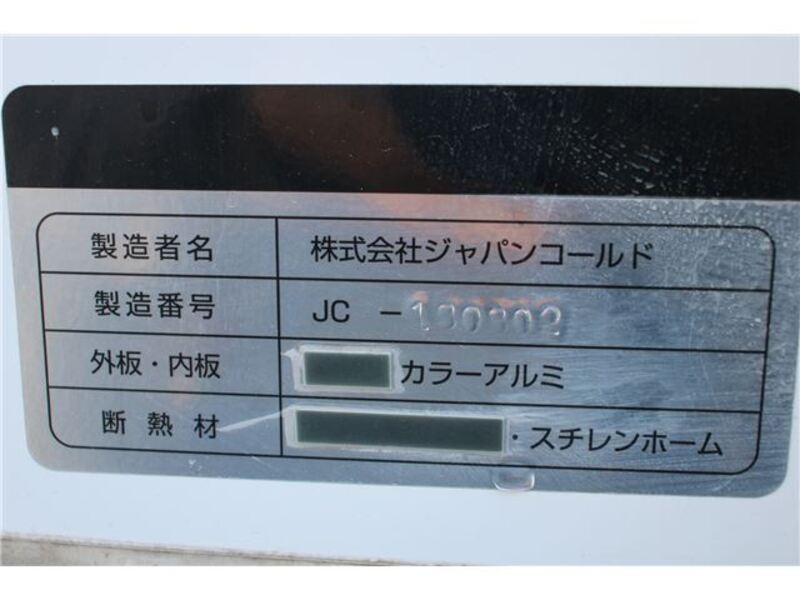 製造者名 株式会社ジャパンコールド
製造番号 JC -
外板・内板 カラーアルミ
断熱材 ・スチレンホーム